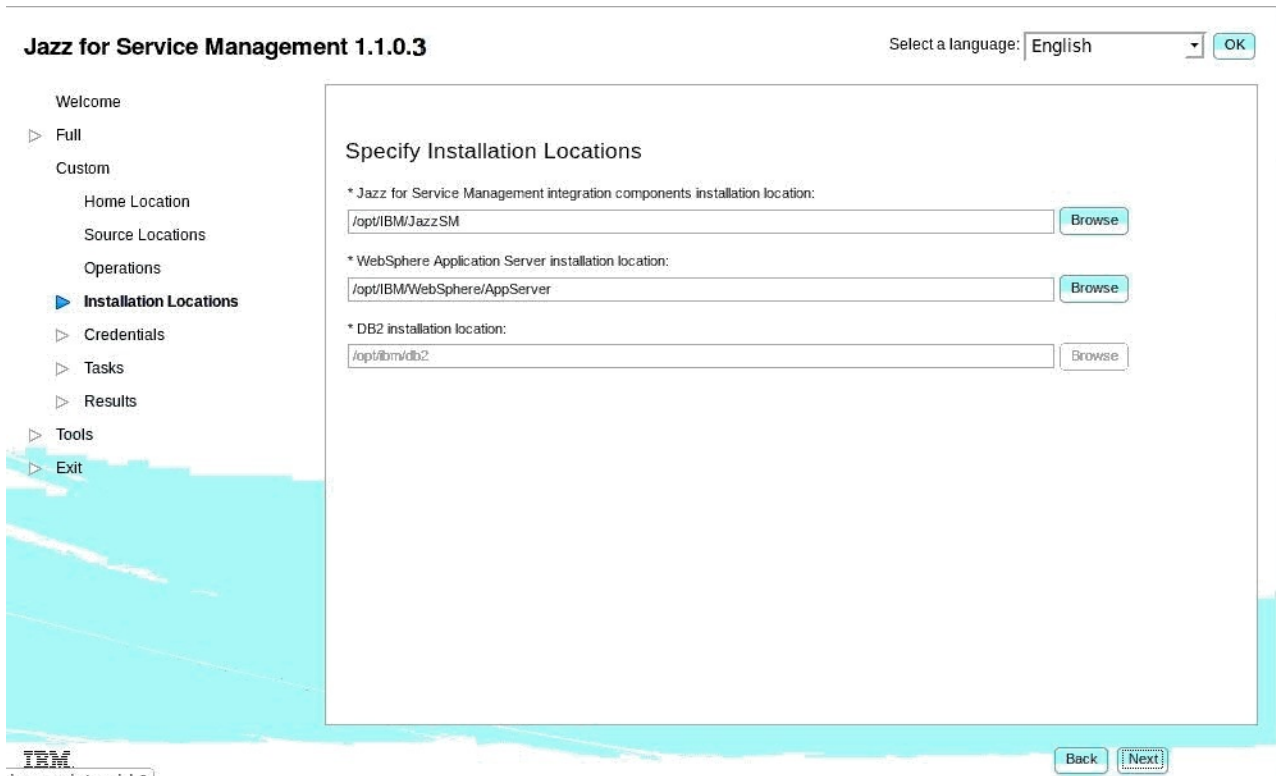 Jazz for Service Management 1.1.0.3
Select a language: English OK
Welcome
Full
Custom
Home Location
Source Locations
Operations
Installation Locations
Credentials
Tasks
Results
Tools
Exit
Specify Installation Locations
* Jazz for Service Management integration components installation location:
/opt/IBM/JazzSM Browse
* WebSphere Application Server installation location:
/opt/IBM/WebSphere/AppServer Browse
* DB2 installation location:
/opt/ibm/db2 Browse
IBM.
Back Next